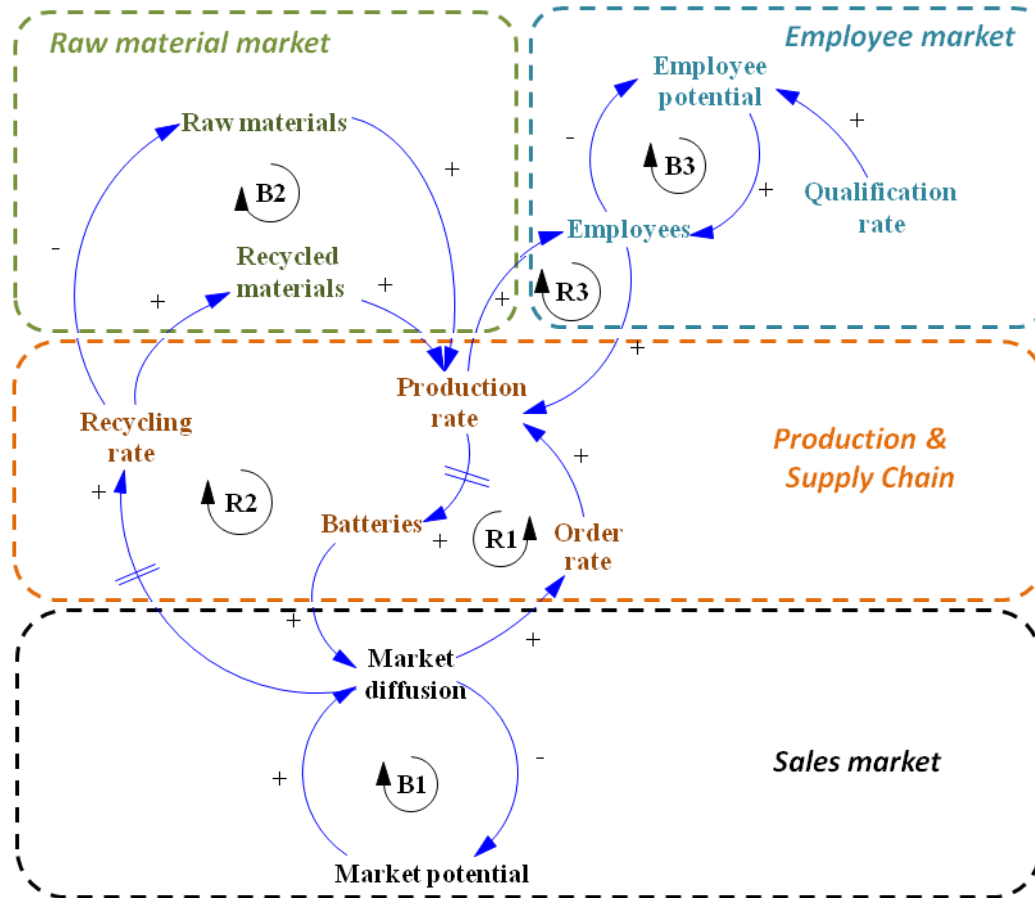 Raw material market
Employee market
Employee
potential
Raw materials
+
+
-
B3
+
B2
-
Qualification
rate
Employees
Recycled
materials
+
+
R3
+
+
Production
rate
Recycling
rate
Production &
Supply Chain
+
+
R2
Batteries
+
R1
Order
rate
+
+
Market
diffusion
-
+
B1
Sales market
Market potential